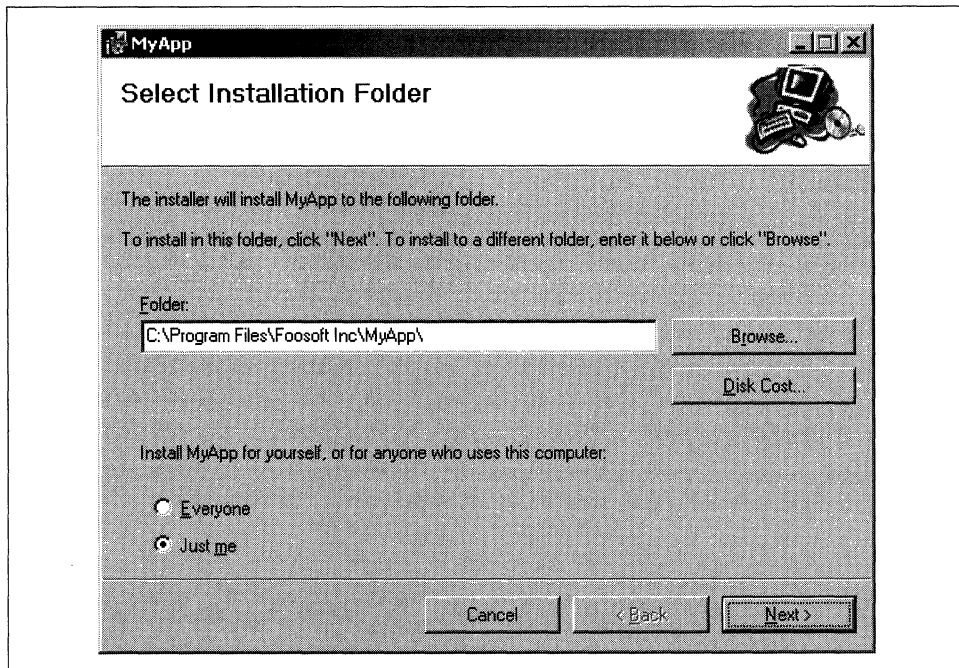 MyApp
Select Installation Folder
The installer will install MyApp to the following folder.
To install in this folder, click "Next". To install to a different folder, enter it below or click "Browse".
Folder:
C:\Program Files\Foosoft Inc\MyApp\
Browse...
Disk Cost...
Install MyApp for yourself, or for anyone who uses this computer:
Everyone
Just me
Cancel
< Back
Next >